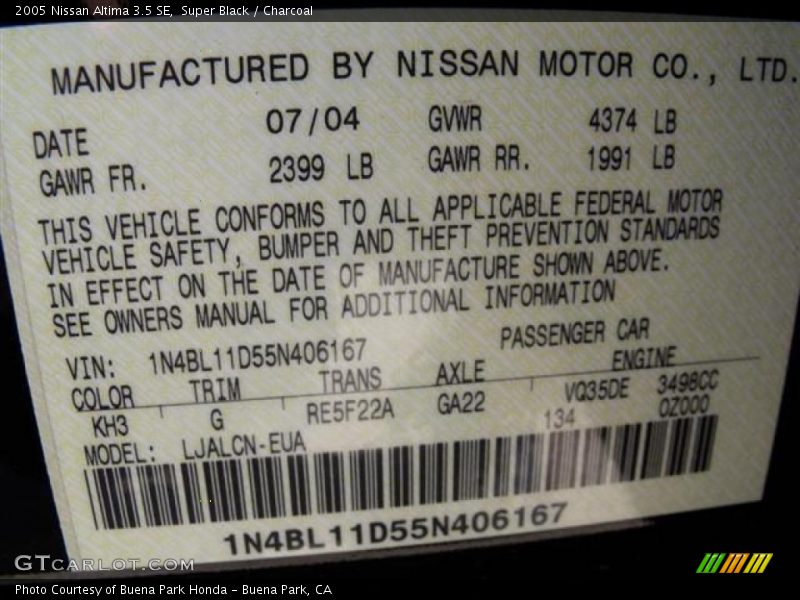 2005 Nissan Altima 3.5 SE,  Super Black / Charcoal
MANUFACTURED BY NISSAN MOTOR CO., LTD.
DATE 07/04 GVWR 4374 LB
GAWR FR. 2399 LB GAWR RR. 1991 LB
THIS VEHICLE CONFORMS TO ALL APPLICABLE FEDERAL MOTOR
VEHICLE SAFETY, BUMPER AND THEFT PREVENTION STANDARDS
IN EFFECT ON THE DATE OF MANUFACTURE SHOWN ABOVE.
SEE OWNERS MANUAL FOR ADDITIONAL INFORMATION
VIN: 1N4BL11D55N406167 PASSENGER CAR
COLOR TRIM TRANS AXLE ENGINE
KH3 G RE5F22A GA22 VQ35DE 3498CC
MODEL: LJALCN-EUA 134 0Z000
1N4BL11D55N406167
GTCARLOT.COM
Photo Courtesy of Buena Park Honda - Buena Park, CA